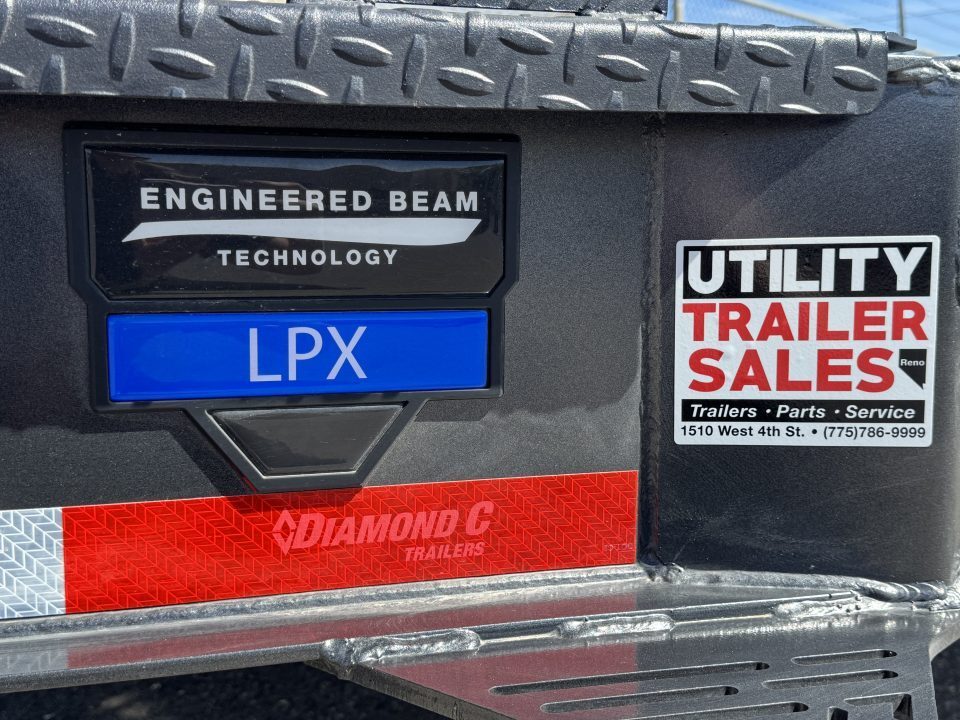 ENGINEERED BEAM
TECHNOLOGY
LPX
UTILITY
TRAILER
SALES
Reno
Trailers · Parts · Service
1510 West 4th St. • (775)786-9999
DIAMOND C
TRAILERS